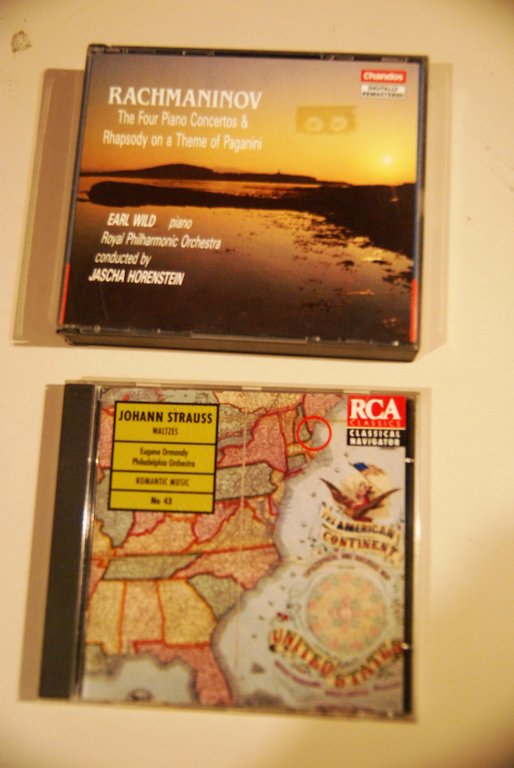 Chandos
DIGITALLY
REMASTERED
RACHMANINOV
The Four Piano Concertos &
Rhapsody on a Theme of Paganini
EARL WILD piano
Royal Philharmonic Orchestra
conducted by
JASCHA HORENSTEIN
JOHANN STRAUSS
WALTZES
Eugene Ormandy
Philadelphia Orchestra
ROMANTIC MUSIC
No 43
RCA
CLASSICS
CLASSICAL
NAVIGATOR
AMERICAN
CONTINENT
UNITED STATES